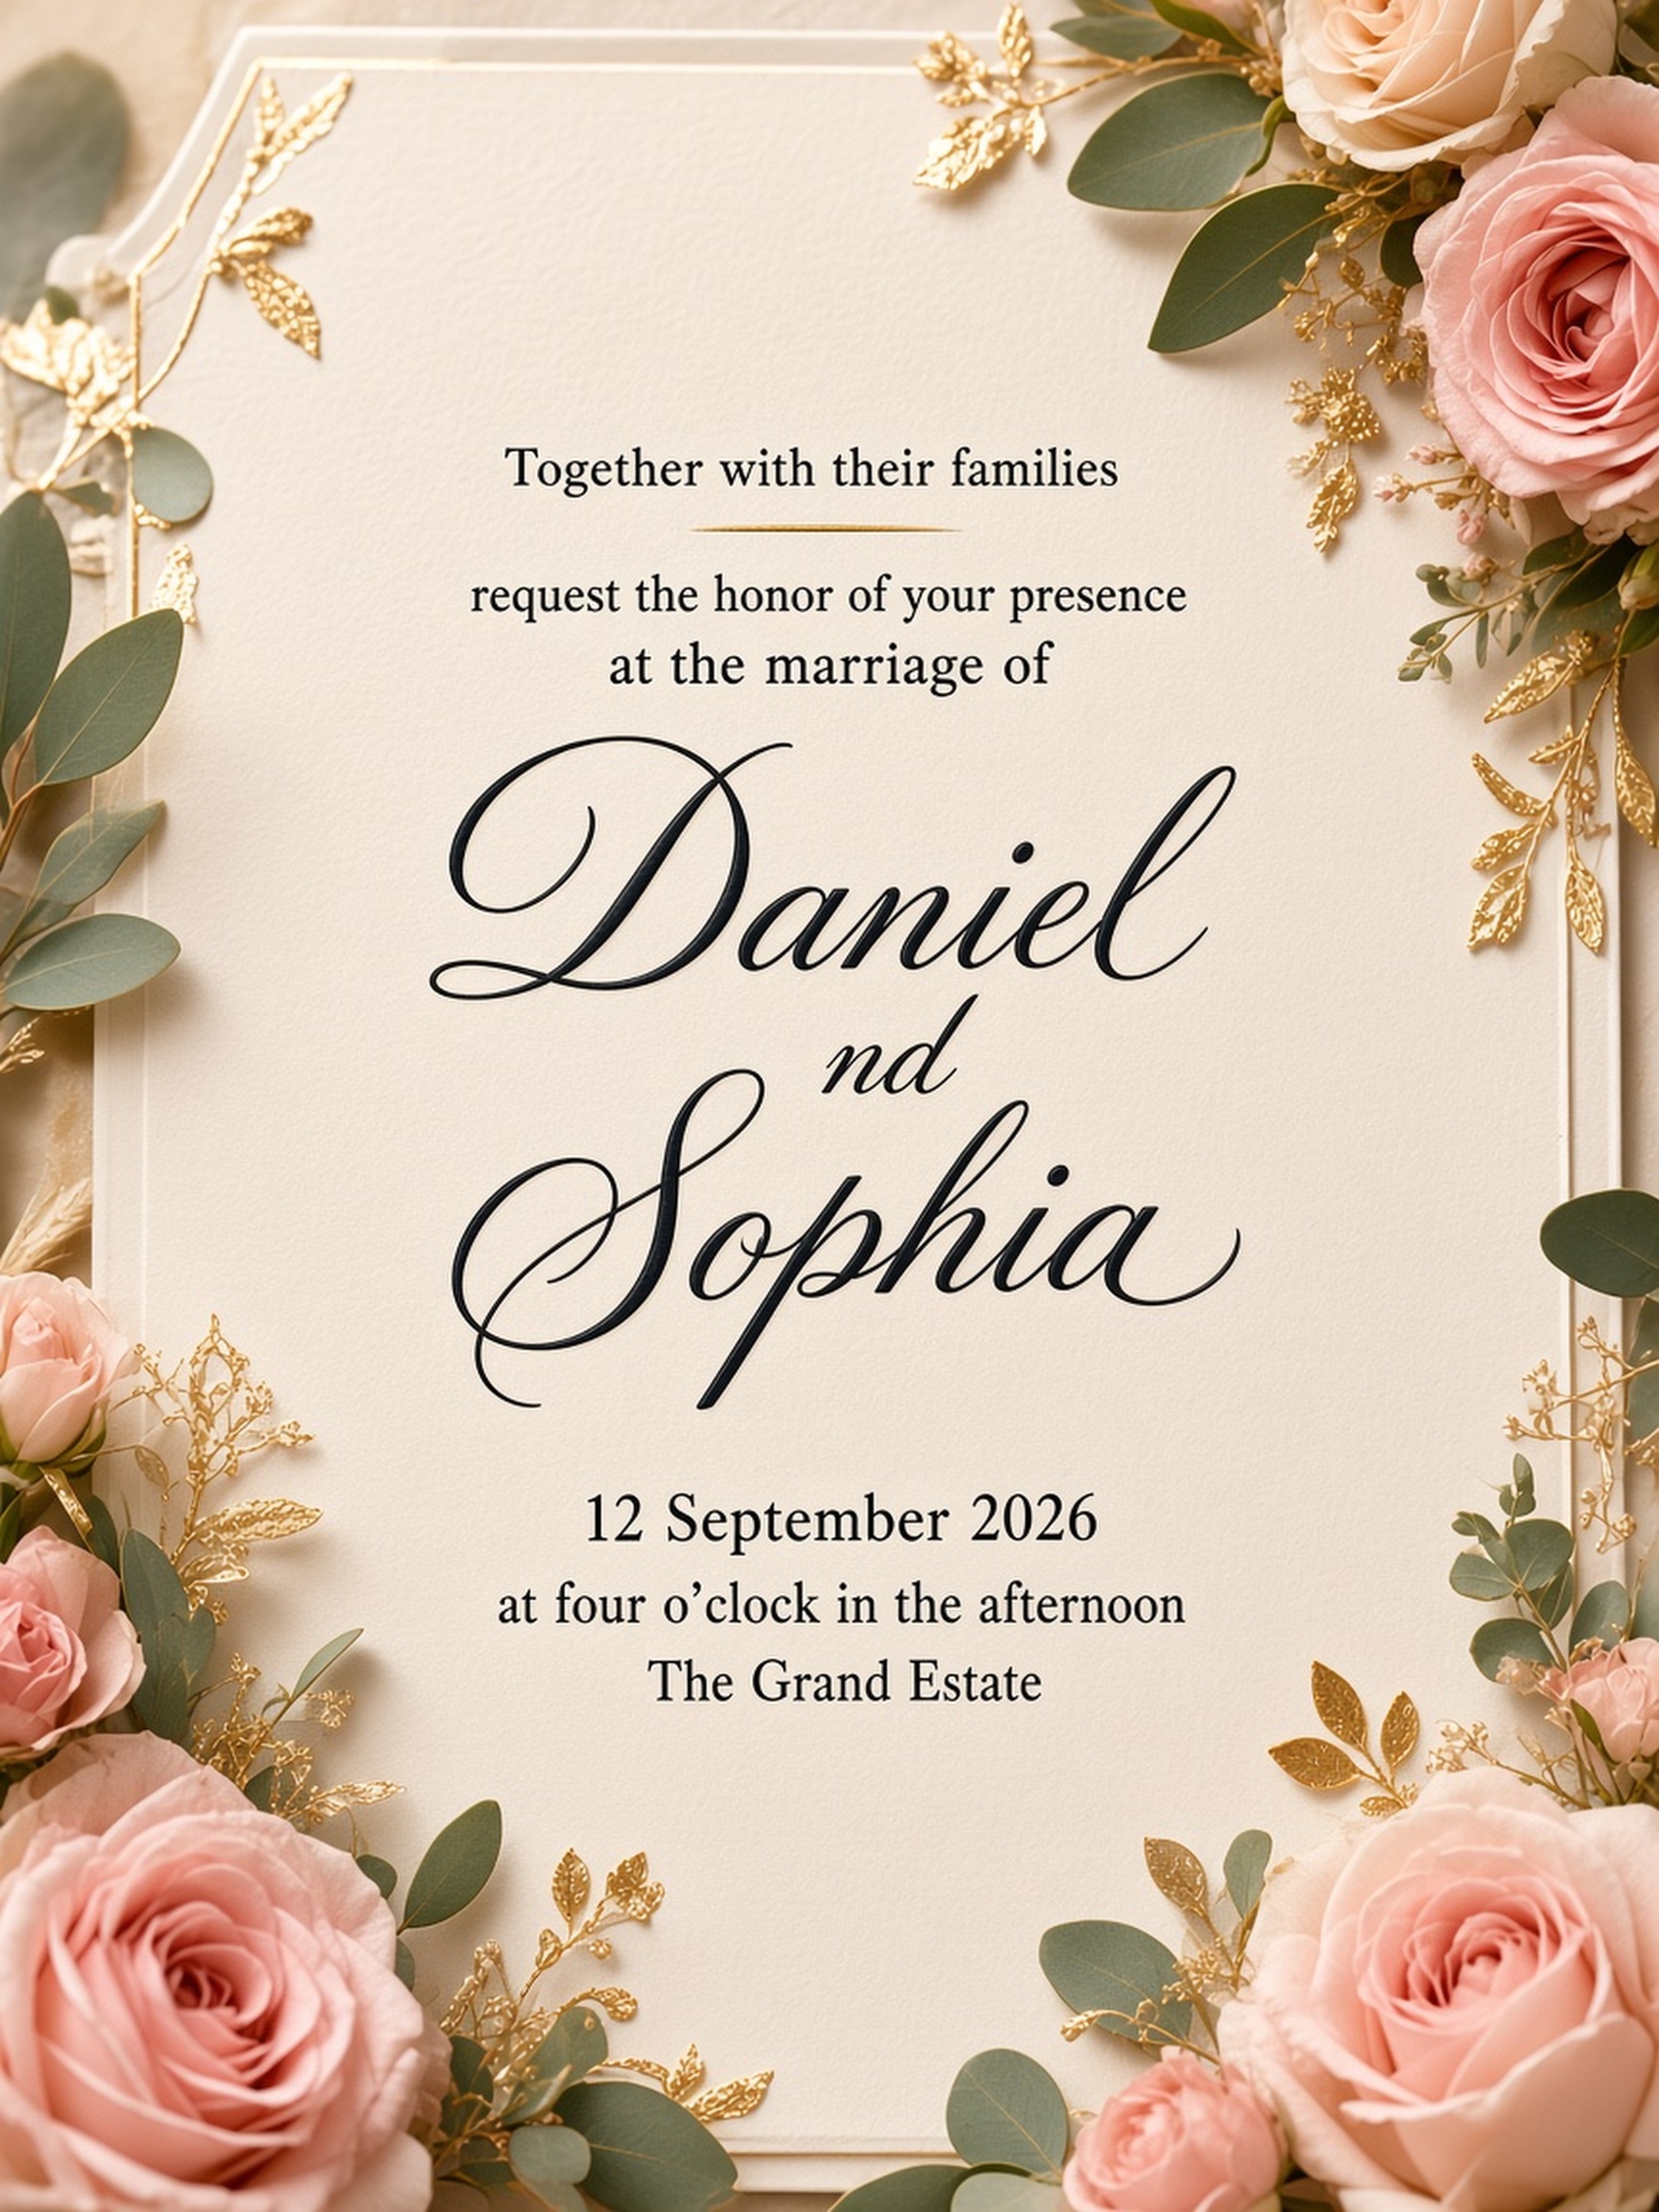 Together with their families
request the honor of your presence
at the marriage of
Daniel
nd
Sophia
12 September 2026
at four o’clock in the afternoon
The Grand Estate